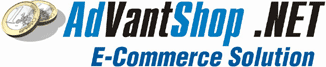 AdVantShop .NET
E-Commerce Solution